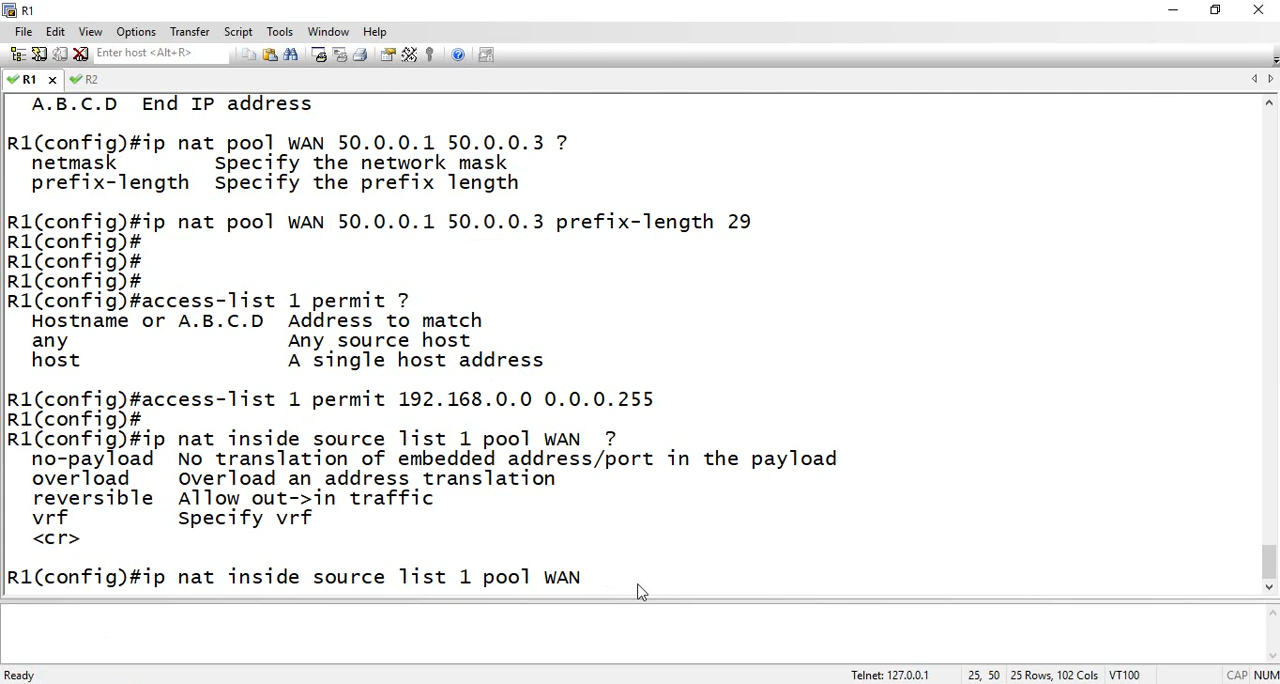 R1
File Edit View Options Transfer Script Tools Window Help
Enter host <Alt+R>
R1 R2
A.B.C.D End IP address
R1(config)#ip nat pool WAN 50.0.0.1 50.0.0.3 ?
netmask Specify the network mask
prefix-length Specify the prefix length
R1(config)#ip nat pool WAN 50.0.0.1 50.0.0.3 prefix-length 29
R1(config)#
R1(config)#
R1(config)#
R1(config)#access-list 1 permit ?
Hostname or A.B.C.D Address to match
any Any source host
host A single host address
R1(config)#access-list 1 permit 192.168.0.0 0.0.0.255
R1(config)#
R1(config)#ip nat inside source list 1 pool WAN ?
no-payload No translation of embedded address/port in the payload
overload Overload an address translation
reversible Allow out->in traffic
vrf Specify vrf
<cr>
R1(config)#ip nat inside source list 1 pool WAN
Ready Telnet: 127.0.0.1 25, 50 25 Rows, 102 Cols VT100 CAP NUM